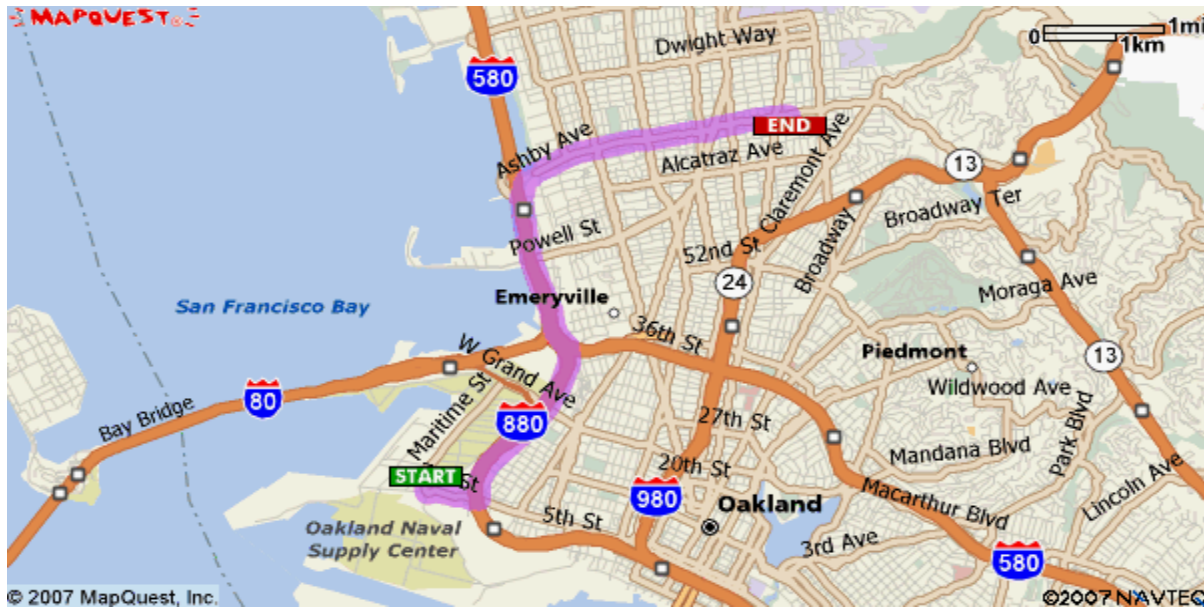 MAPQUEST
0
1mi
1km
Dwight Way
580
END
Ashby Ave
Alcatraz Ave
Claremont Ave
13
Broadway Ter
Powell St
52nd St
Broadway
24
Moraga Ave
San Francisco Bay
Emeryville
36th St
Piedmont
13
W Grand Ave
Wildwood Ave
80
Bay Bridge
Maritime St
880
27th St
Park Blvd
Mandana Blvd
START
St
20th St
Lincoln Ave
980
Macarthur Blvd
Oakland
5th St
Oakland Naval
Supply Center
3rd Ave
580
© 2007 MapQuest, Inc.
©2007 NAVTEQ